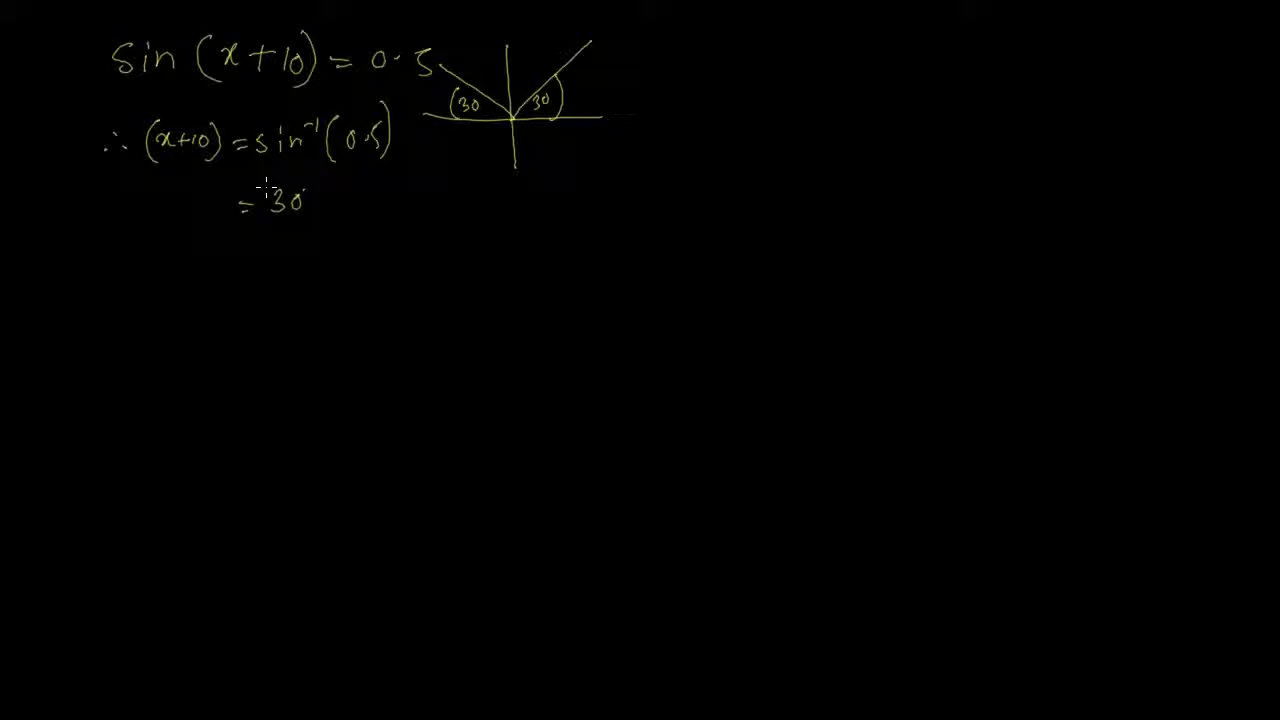 sin (x+10) = 0.5
30 30
∴ (x+10) = sin⁻¹ (0.5)
= 30